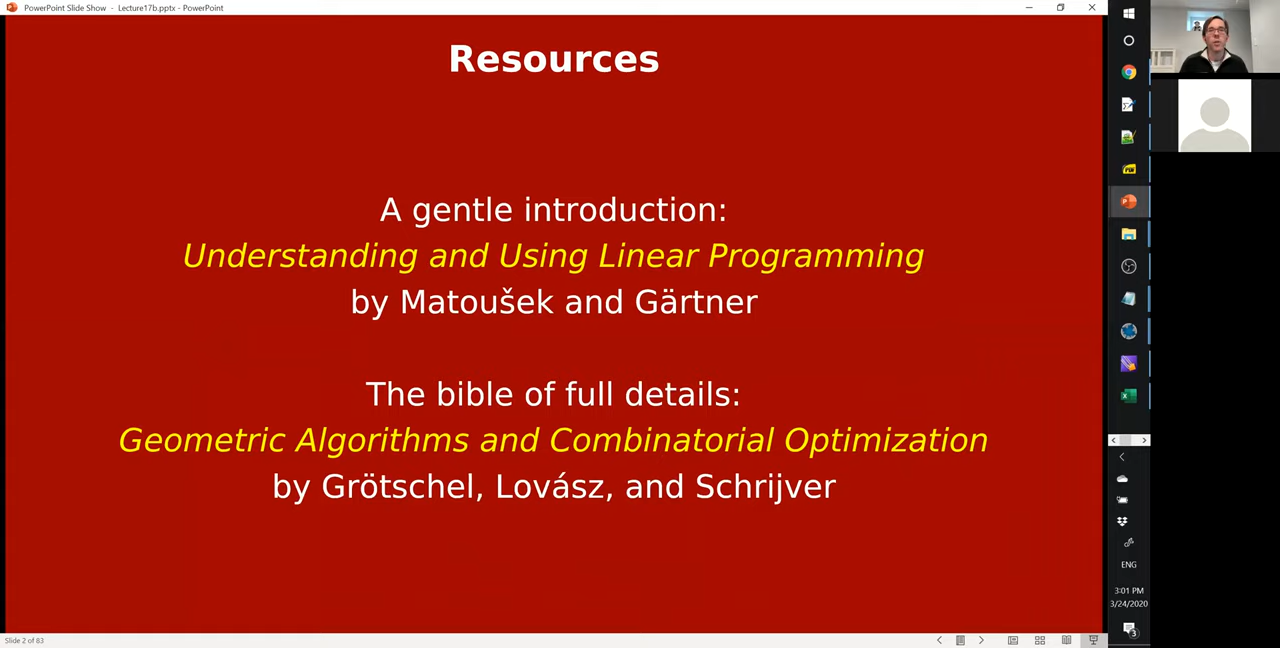 PowerPoint Slide Show - Lecture17b.pptx - PowerPoint
Resources
A gentle introduction:
Understanding and Using Linear Programming
by Matoušek and Gärtner
The bible of full details:
Geometric Algorithms and Combinatorial Optimization
by Grötschel, Lovász, and Schrijver
ENG
3:01 PM
3/24/2020
3
Slide 2 of 83